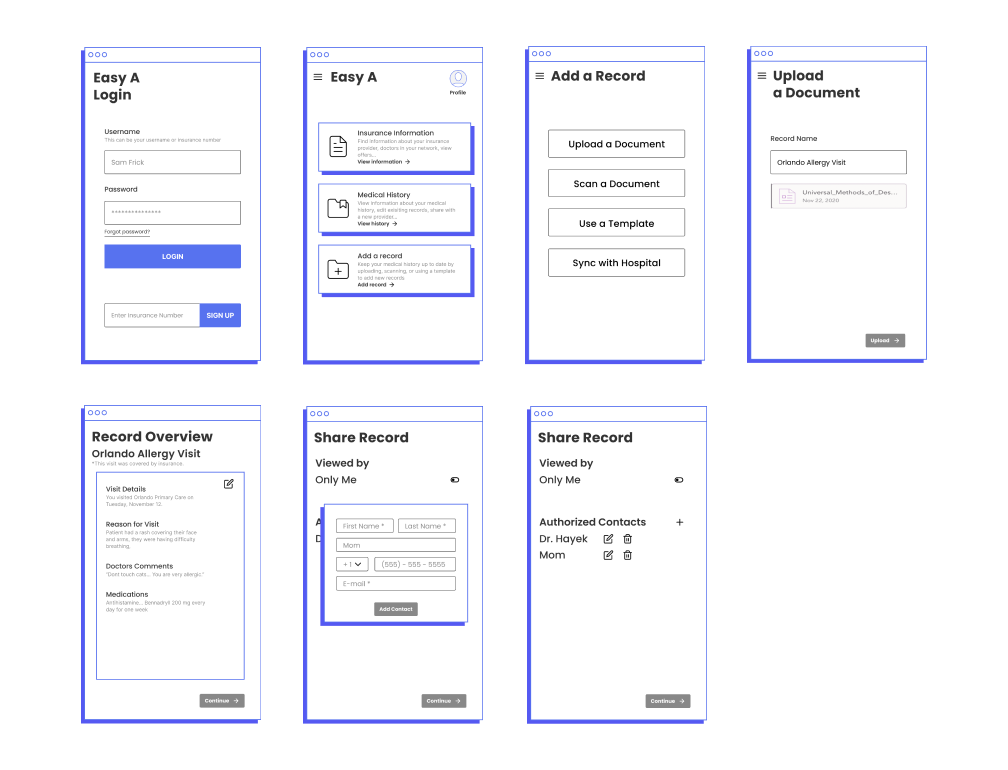 Easy A
Login
Username
This can be your username or insurance number
Sam Frick
Password
***************
Forgot password?
LOGIN
Enter Insurance Number
SIGN UP
Easy A
Profile
Insurance Information
Find information about your insurance
provider, doctors in your network, view
offers...
View information →
Medical History
View information about your medical
history, edit existing records, share with
a new provider...
View history →
Add a record
Keep your medical history up to date by
uploading, scanning, or using a template
to add new records
Add record →
Add a Record
Upload a Document
Scan a Document
Use a Template
Sync with Hospital
Upload
a Document
Record Name
Orlando Allergy Visit
Universal_Methods_of_Des...
Nov 22, 2020
Upload →
Record Overview
Orlando Allergy Visit
*This visit was covered by insurance.
Visit Details
You visited Orlando Primary Care on
Tuesday, November 12.
Reason for Visit
Patient had a rash covering their face
and arms, they were having difficulty
breathing.
Doctors Comments
"Dont touch cats... You are very allergic."
Medications
Antihistamine... Bennadryll 200 mg every
day for one week
Continue →
Share Record
Viewed by
Only Me
A
D
First Name * Last Name *
Mom
+ 1 (555) - 555 - 5555
E-mail *
Add Contact
Continue →
Share Record
Viewed by
Only Me
Authorized Contacts +
Dr. Hayek
Mom
Continue →